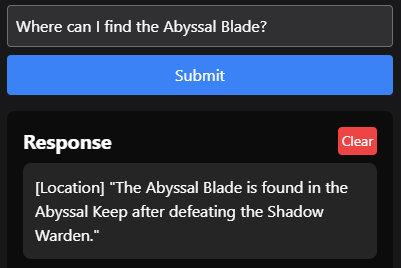 Where can I find the Abyssal Blade?
Submit
Response
Clear
[Location] "The Abyssal Blade is found in the
Abyssal Keep after defeating the Shadow
Warden."